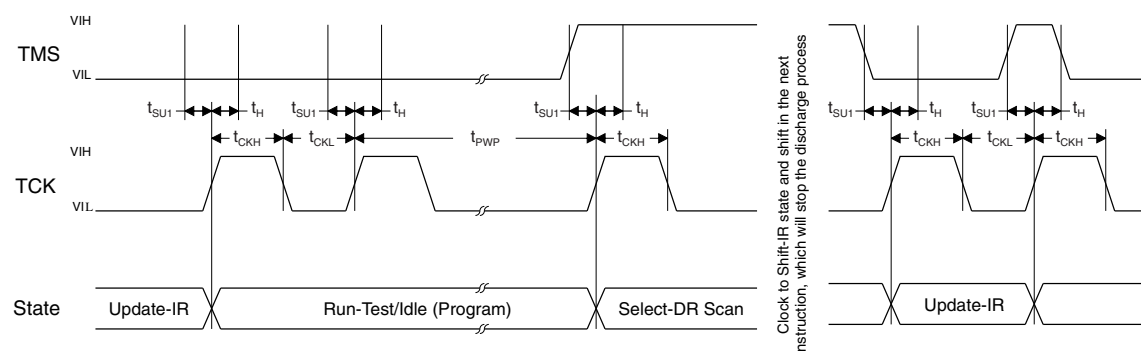 VIH
TMS
VIL
tSU1
tH
tSU1
tH
tSU1
tH
tSU1
tH
tSU1
tH
tCKH
tCKL
tPWP
tCKH
tCKH
tCKL
tCKH
VIH
TCK
VIL
State
Update-IR
Run-Test/Idle (Program)
Select-DR Scan
Clock to Shift-IR state and shift in the next
nstruction, which will stop the discharge process
Update-IR